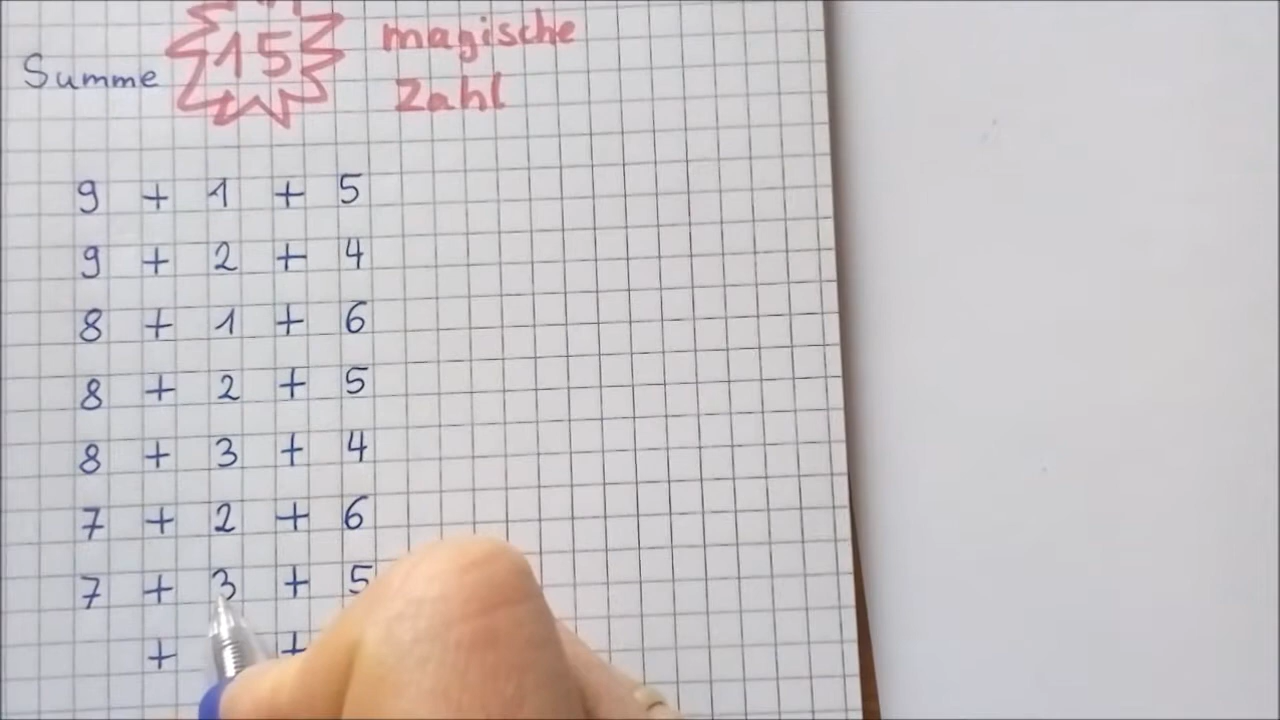 Summe 15 magische
Zahl
9 + 1 + 5
9 + 2 + 4
8 + 1 + 6
8 + 2 + 5
8 + 3 + 4
7 + 2 + 6
7 + 3 + 5
+ +